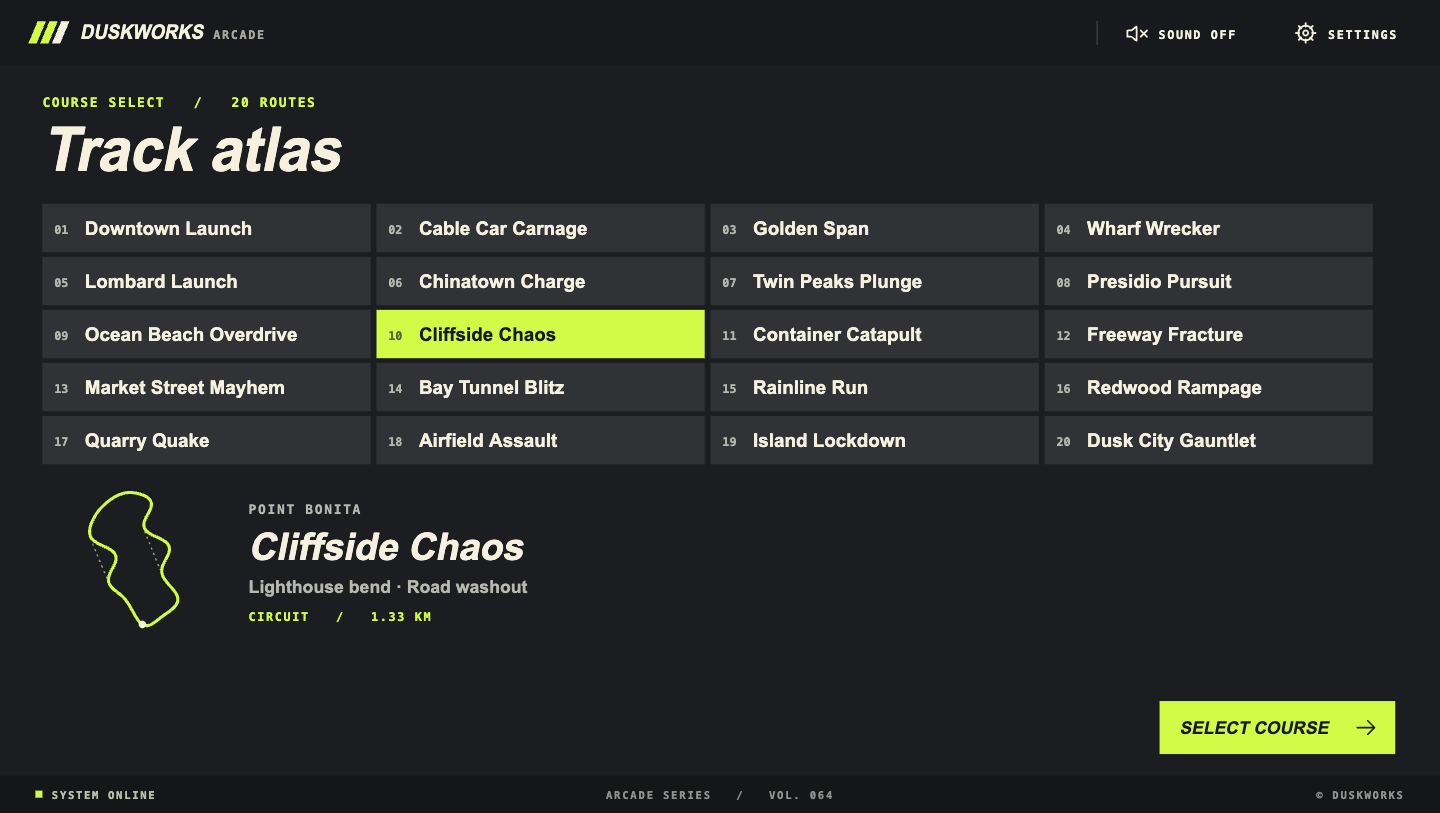 DUSKWORKS ARCADE
SOUND OFF
SETTINGS
COURSE SELECT / 20 ROUTES
Track atlas
01 Downtown Launch
02 Cable Car Carnage
03 Golden Span
04 Wharf Wrecker
05 Lombard Launch
06 Chinatown Charge
07 Twin Peaks Plunge
08 Presidio Pursuit
09 Ocean Beach Overdrive
10 Cliffside Chaos
11 Container Catapult
12 Freeway Fracture
13 Market Street Mayhem
14 Bay Tunnel Blitz
15 Rainline Run
16 Redwood Rampage
17 Quarry Quake
18 Airfield Assault
19 Island Lockdown
20 Dusk City Gauntlet
POINT BONITA
Cliffside Chaos
Lighthouse bend · Road washout
CIRCUIT / 1.33 KM
SELECT COURSE
SYSTEM ONLINE
ARCADE SERIES / VOL. 064
© DUSKWORKS